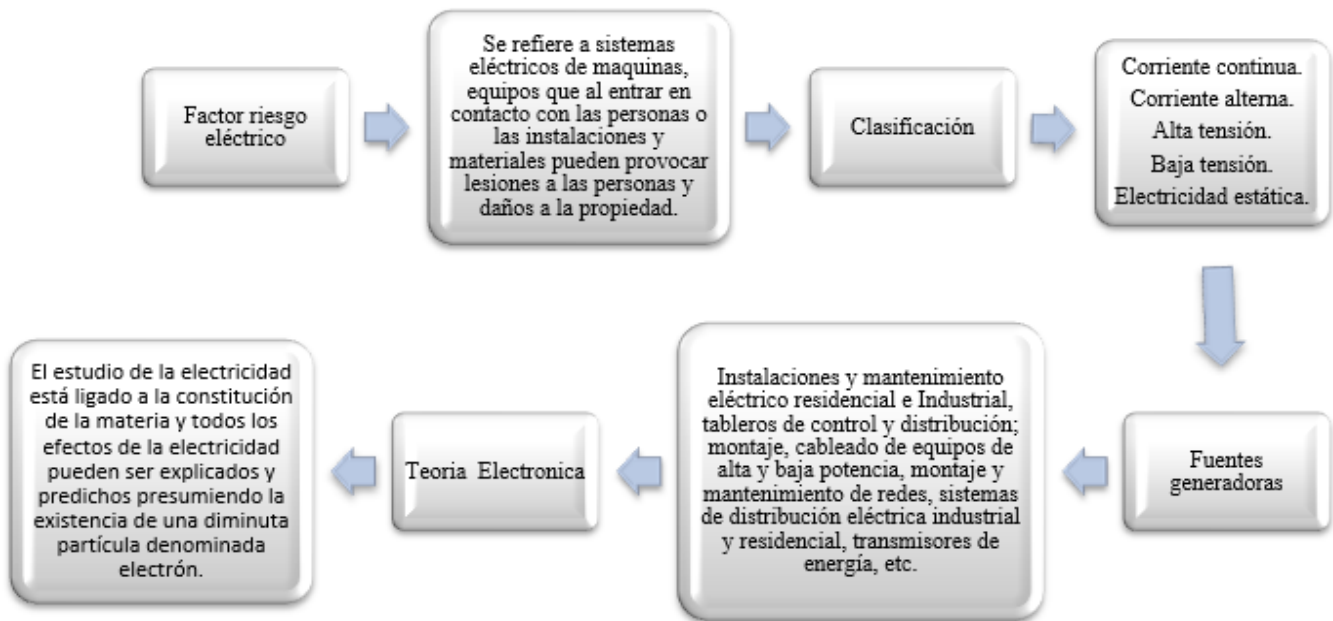 Factor riesgo
eléctrico
Se refiere a sistemas
eléctricos de maquinas,
equipos que al entrar en
contacto con las personas o
las instalaciones y
materiales pueden provocar
lesiones a las personas y
daños a la propiedad.
Clasificación
Corriente continua.
Corriente alterna.
Alta tensión.
Baja tensión.
Electricidad estática.
Fuentes
generadoras
Instalaciones y mantenimiento
eléctrico residencial e Industrial,
tableros de control y distribución;
montaje, cableado de equipos de
alta y baja potencia, montaje y
mantenimiento de redes, sistemas
de distribución eléctrica industrial
y residencial, transmisores de
energía, etc.
Teoria Electronica
El estudio de la electricidad
está ligado a la constitución
de la materia y todos los
efectos de la electricidad
pueden ser explicados y
predichos presumiendo la
existencia de una diminuta
partícula denominada
electrón.